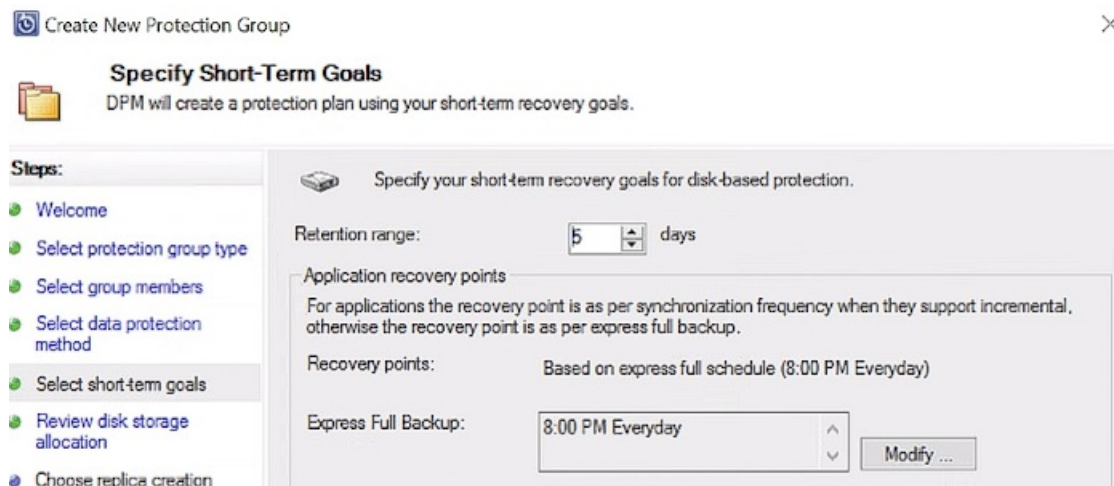 Create New Protection Group
Specify Short-Term Goals
DPM will create a protection plan using your short-term recovery goals.
Steps:
Welcome
Select protection group type
Select group members
Select data protection
method
Select short-term goals
Review disk storage
allocation
Choose replica creation
Specify your short-term recovery goals for disk-based protection.
Retention range: 5 days
Application recovery points
For applications the recovery point is as per synchronization frequency when they support incremental,
otherwise the recovery point is as per express full backup.
Recovery points: Based on express full schedule (8:00 PM Everyday)
Express Full Backup: 8:00 PM Everyday
Modify ...